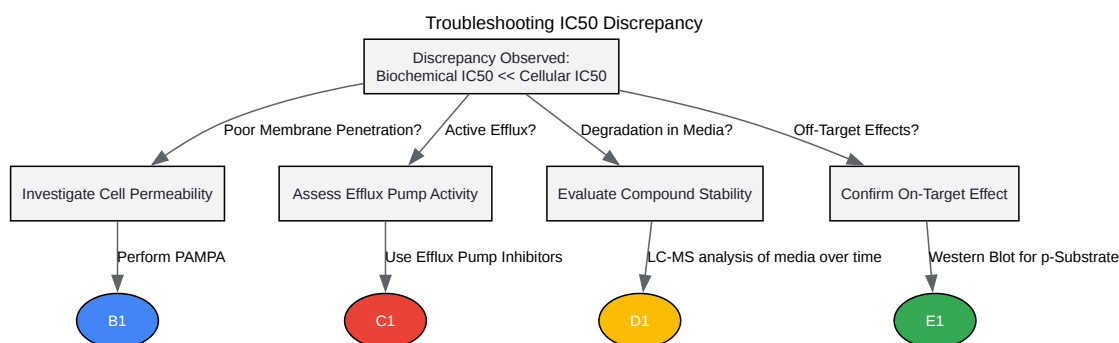 Troubleshooting IC50 Discrepancy
Discrepancy Observed:
Biochemical IC50 << Cellular IC50
Poor Membrane Penetration?
Active Efflux?
Degradation in Media?
Off-Target Effects?
Investigate Cell Permeability
Assess Efflux Pump Activity
Evaluate Compound Stability
Confirm On-Target Effect
Perform PAMPA
Use Efflux Pump Inhibitors
LC-MS analysis of media over time
Western Blot for p-Substrate
B1
C1
D1
E1